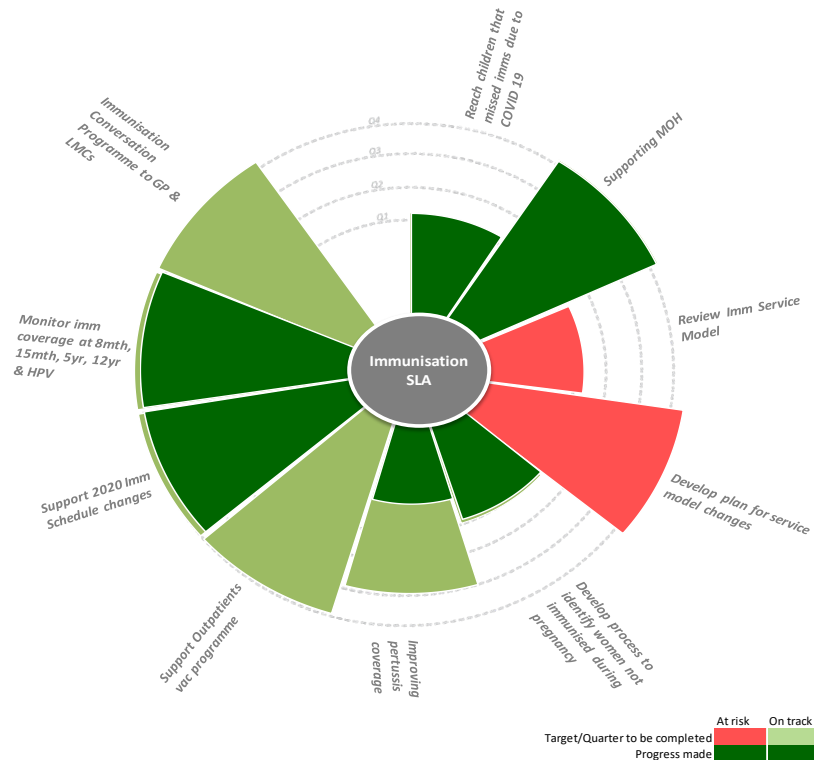 Reach children that
missed imms due to
COVID 19
Supporting MOH
Review Imm Service
Model
Develop plan for service
model changes
Develop process to
identify women not
immunised during
pregnancy
Improving
pertussis
coverage
Support Outpatients
vac programme
Support 2020 Imm
Schedule changes
Monitor imm
coverage at 8mth,
15mth, 5yr, 12yr
& HPV
Immunisation
Conversation
Programme to GP &
LMCs
Q4
Q3
Q2
Q1
Immunisation
SLA
At risk On track
Target/Quarter to be completed
Progress made